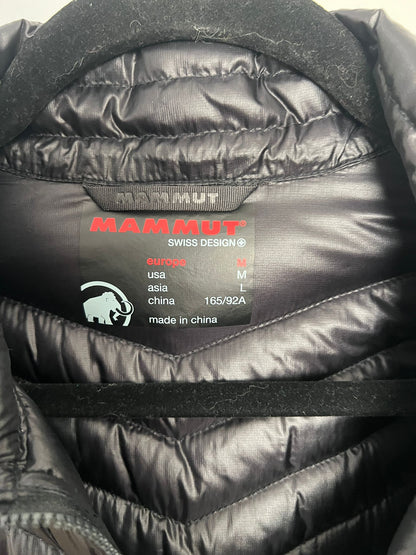 MAMMUT
MAMMUT®
SWISS DESIGN
europe M
usa M
asia L
china 165/92A
made in china